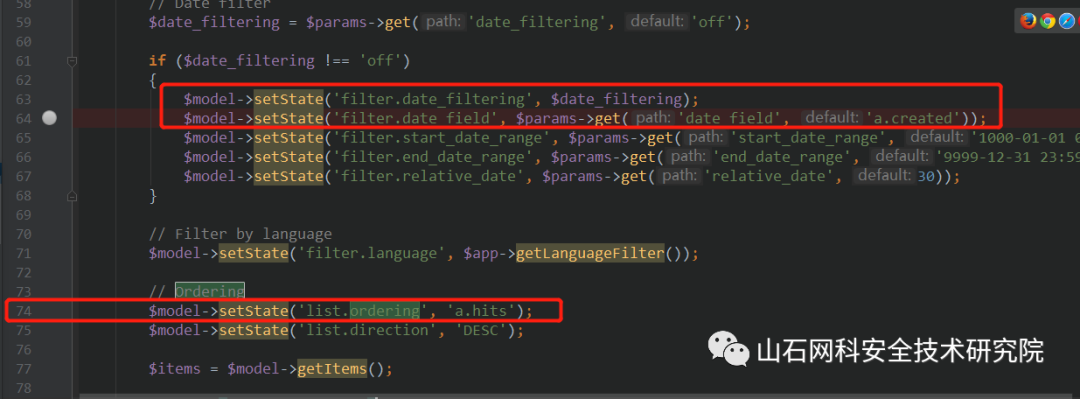 58 // Date filter
59 $date_filtering = $params->get( path: 'date_filtering', default: 'off');
60
61 if ($date_filtering !== 'off')
62 {
63 $model->setState('filter.date_filtering', $date_filtering);
64 $model->setState('filter.date_field', $params->get( path: 'date_field', default: 'a.created'));
65 $model->setState('filter.start_date_range', $params->get( path: 'start_date_range', default: '1000-01-01 0
66 $model->setState('filter.end_date_range', $params->get( path: 'end_date_range', default: '9999-12-31 23:59
67 $model->setState('filter.relative_date', $params->get( path: 'relative_date', default: 30));
68 }
69
70 // Filter by language
71 $model->setState('filter.language', $app->getLanguageFilter());
72
73 // Ordering
74 $model->setState('list.ordering', 'a.hits');
75 $model->setState('list.direction', 'DESC');
76
77 $items = $model->getItems();
78
山石网科安全技术研究院